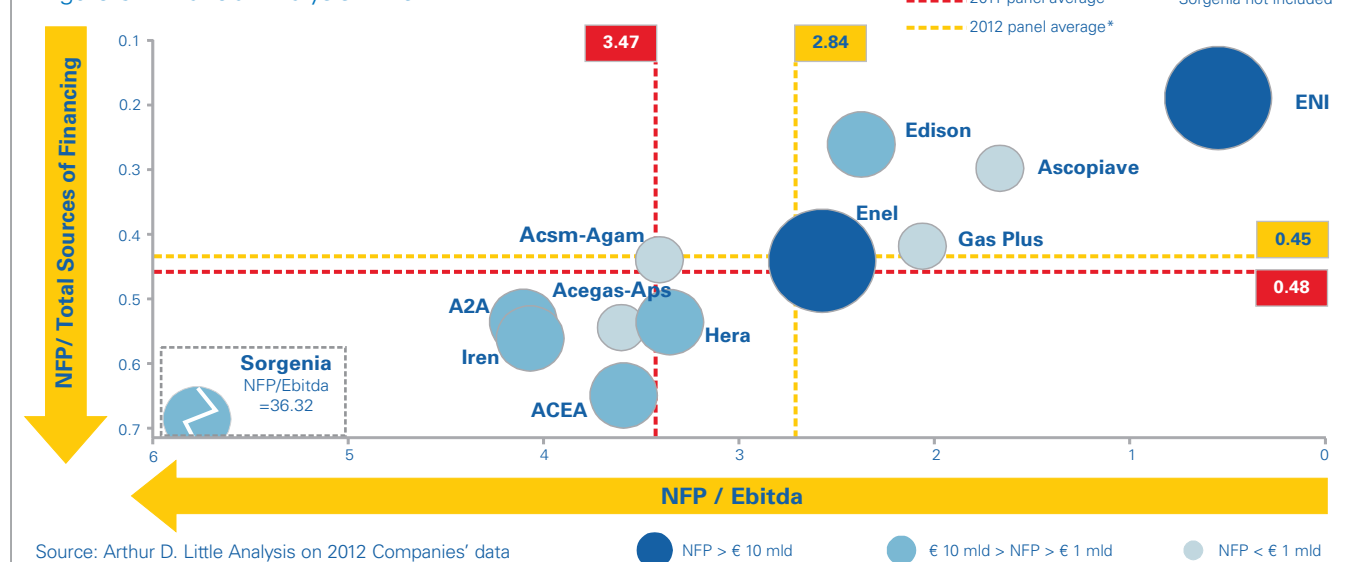 3.47
2.84
2012 panel average*
0.1
0.2
0.3
0.4
0.5
0.6
0.7
NFP/ Total Sources of Financing
ENI
Edison
Ascopiave
Enel
Acsm-Agam
Gas Plus
0.45
0.48
Acegas-Aps
A2A
Hera
Iren
ACEA
Sorgenia
NFP/Ebitda
=36.32
6
5
4
3
2
1
0
NFP / Ebitda
Source: Arthur D. Little Analysis on 2012 Companies' data
NFP > € 10 mld
€ 10 mld > NFP > € 1 mld
NFP < € 1 mld